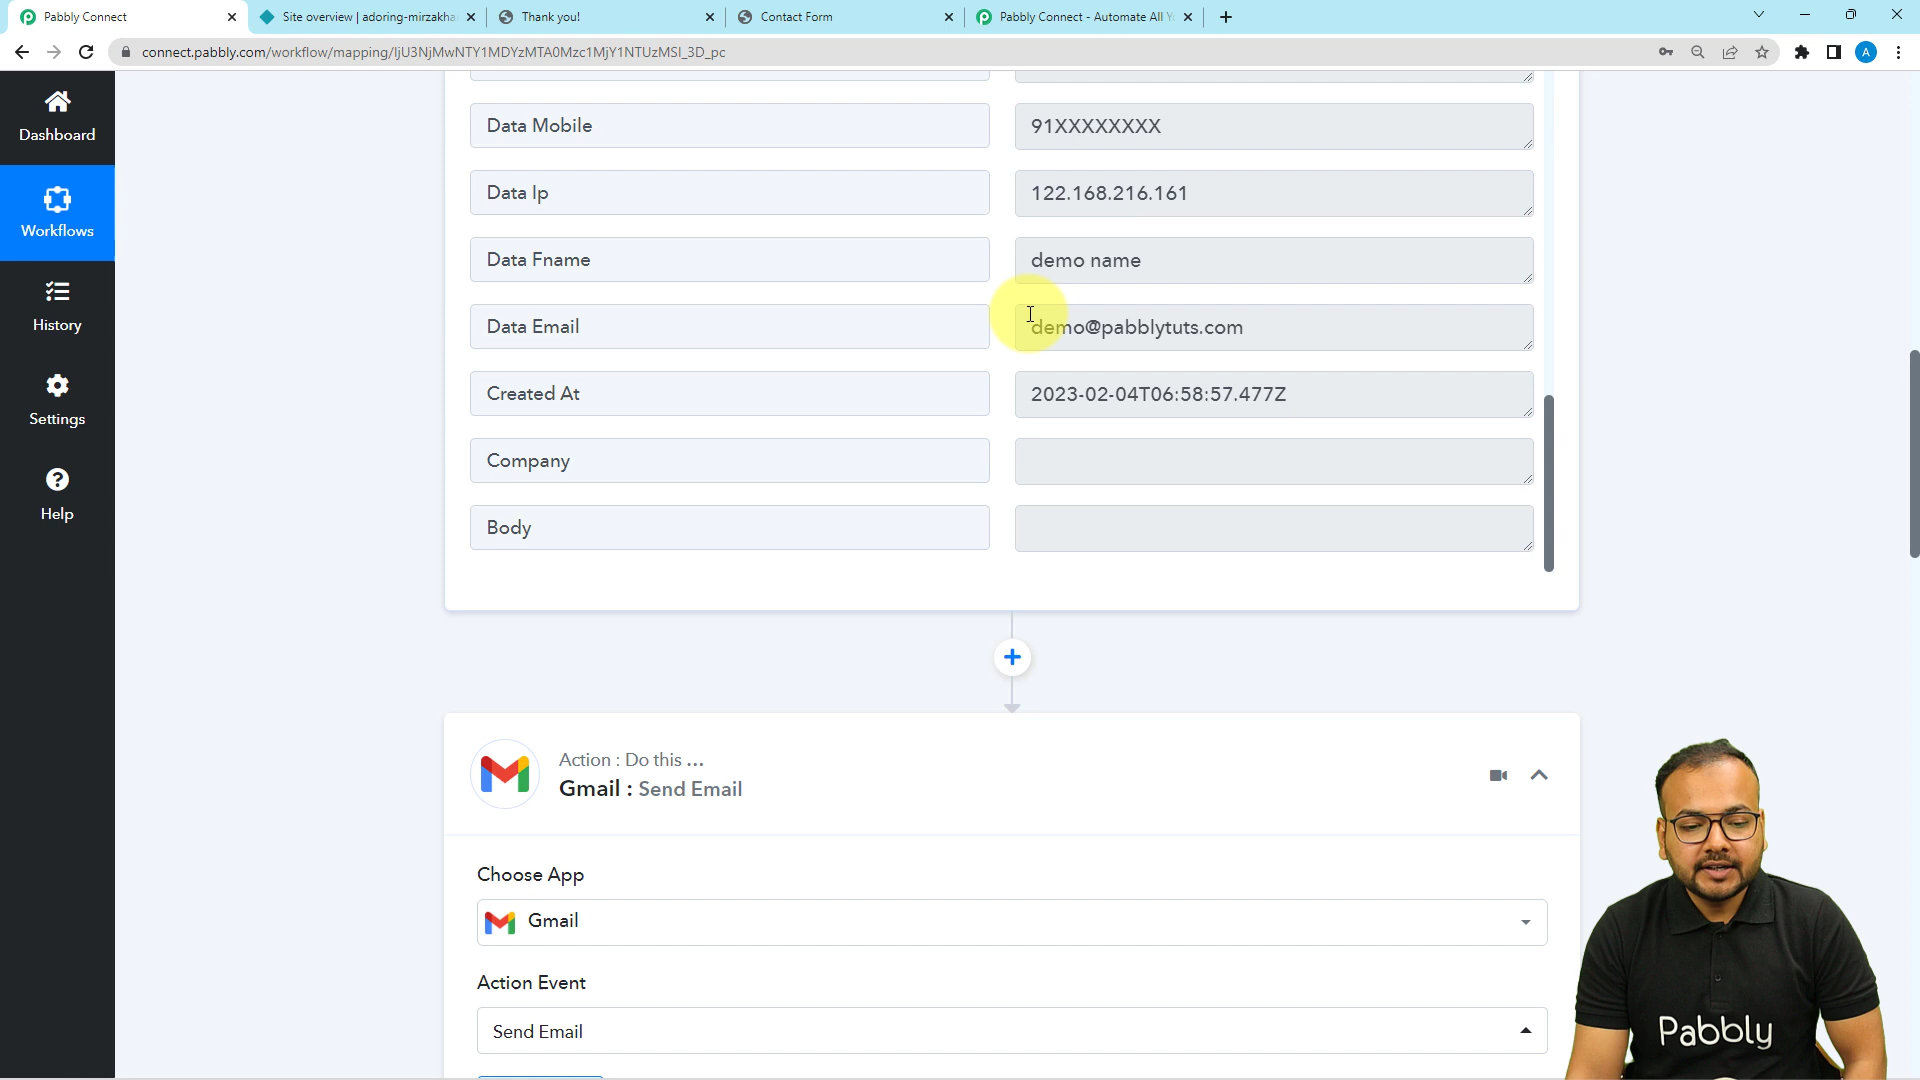 Pabbly Connect
Site overview | adoring-mirzakha
Thank you!
Contact Form
Pabbly Connect - Automate All Y
connect.pabbly.com/workflow/mapping/IjU3NjMwNTY1MDYzMTA0Mzc1MjY1NTUzMSI_3D_pc
A
Dashboard
Workflows
History
Settings
Help
Data Mobile
91XXXXXXXX
Data Ip
122.168.216.161
Data Fname
demo name
Data Email
demo@pabblytuts.com
Created At
2023-02-04T06:58:57.477Z
Company
Body
Action : Do this ...
Gmail : Send Email
Choose App
Gmail
Action Event
Send Email
Pabbly